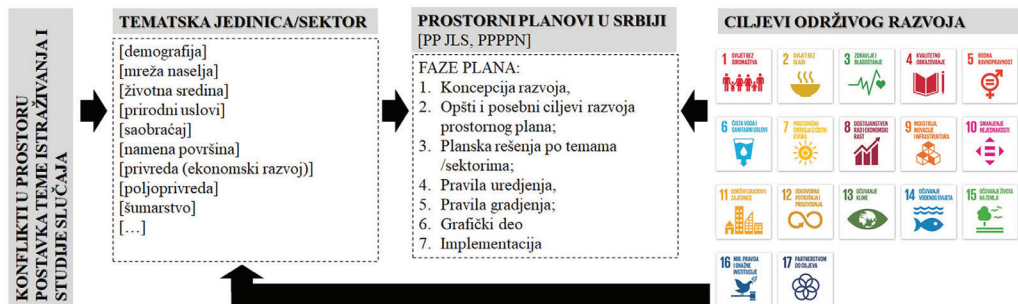 KONFLIKTI U PROSTORU
POSTAVKA TEME ISTRAŽIVANJA I
STUDIJE SLUČAJA
TEMATSKA JEDINICA/SEKTOR
[demografija]
[mreža naselja]
[životna sredina]
[prirodni uslovi]
[saobraćaj]
[namena površina]
[privreda (ekonomski razvoj)]
[poljoprivreda]
[šumarstvo]
[…]
PROSTORNI PLANOVI U SRBIJI
[PP JLS, PPPPN]
FAZE PLANA:
1. Koncepcija razvoja,
2. Opšti i posebni ciljevi razvoja
prostornog plana;
3. Planska rešenja po temama
/sektorima;
4. Pravila uredjenja,
5. Pravila gradjenja;
6. Grafički deo
7. Implementacija
CILJEVI ODRŽIVOG RAZVOJA
1 SVIJET BEZ
SIROMAŠTVA
2 SVIJET BEZ
GLADI
3 ZDRAVLJE I
BLAGOSTANJE
4 KVALITETNO
OBRAZOVANJE
5 RODNA
RAVNOPRAVNOST
6 ČISTA VODA I
SANITARNI USLOVI
7 PRISTUPAČNA
ENERGIJA IZ ČISTIH
IZVORA
8 DOSTOJANSTVEN
RAD I EKONOMSKI
RAST
9 INDUSTRIJA,
INOVACIJE
I INFRASTRUKTURA
10 SMANJENJE
NEJEDNAKOSTI
11 ODRŽIVI GRADOVI I
ZAJEDNICE
12 ODGOVORNA
POTROŠNJA I
PROIZVODNJA
13 OČUVANJE
KLIME
14 OČUVANJE
VODENOG SVIJETA
15 OČUVANJE ŽIVOTA
NA ZEMLJI
16 MIR, PRAVDA
I SNAŽNE
INSTITUCIJE
17 PARTNERSTVOM
DO CILJEVA